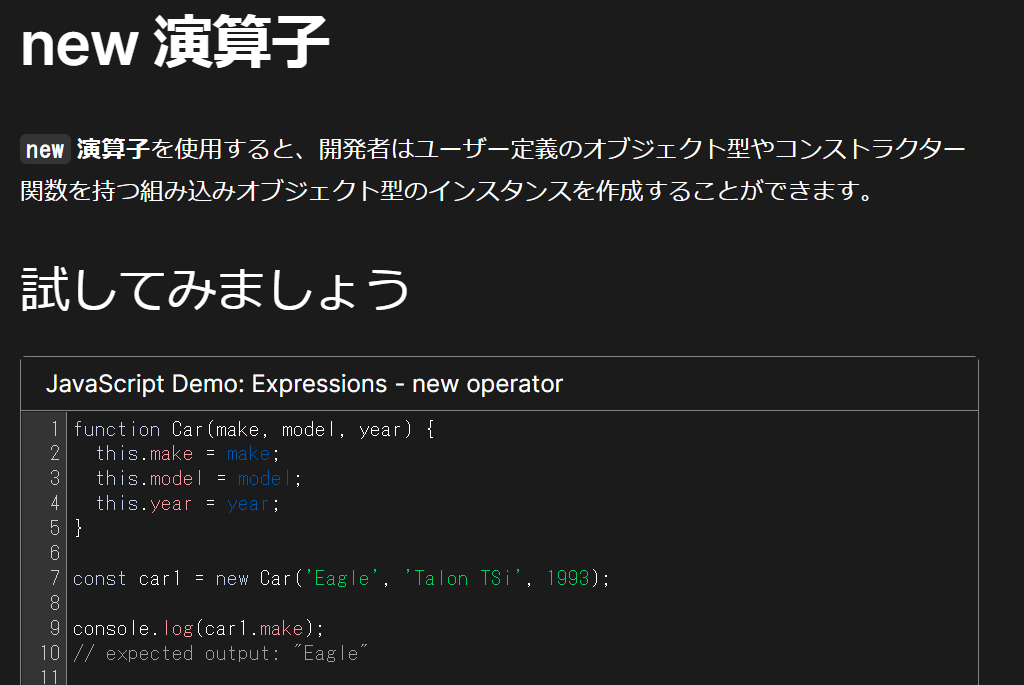 new 演算子
new 演算子を使用すると、開発者はユーザー定義のオブジェクト型やコンストラクター
関数を持つ組み込みオブジェクト型のインスタンスを作成することができます。
試してみましょう
JavaScript Demo: Expressions - new operator
1 function Car(make, model, year) {
2   this.make = make;
3   this.model = model;
4   this.year = year;
5 }
6
7 const car1 = new Car('Eagle', 'Talon TSi', 1993);
8
9 console.log(car1.make);
10 // expected output: "Eagle"
11